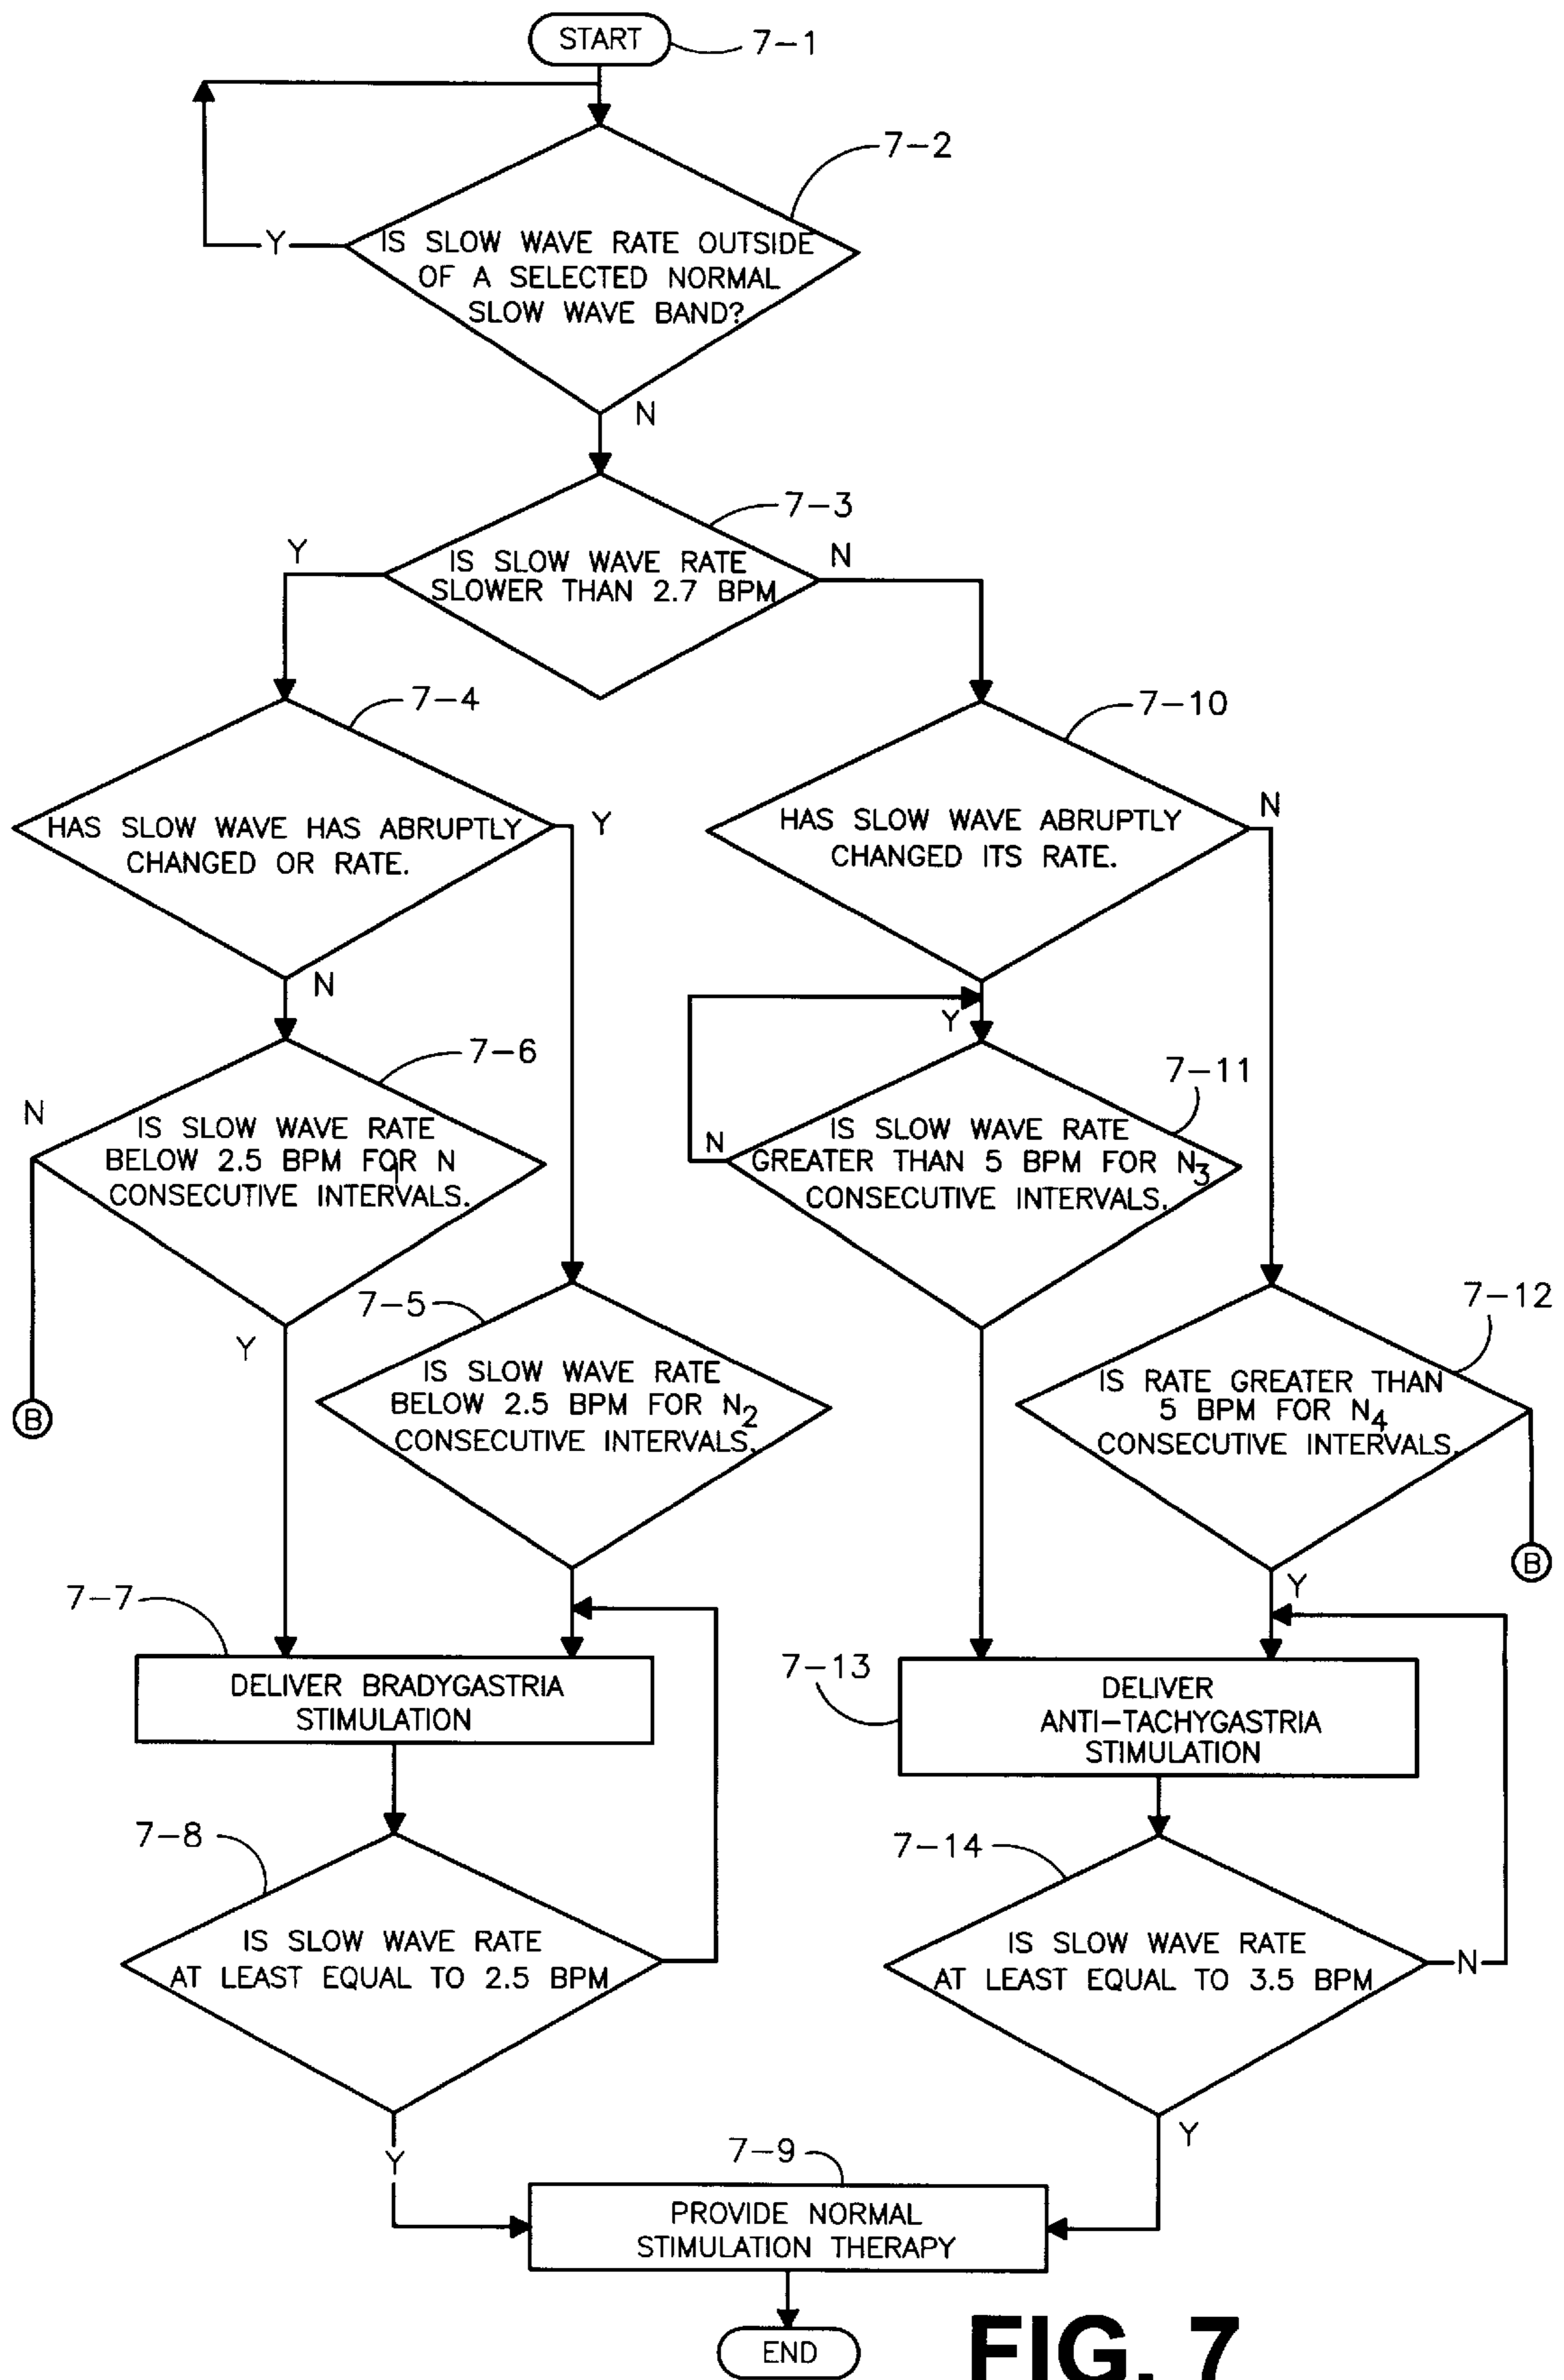 START
7-1
7-2
Y
IS SLOW WAVE RATE OUTSIDE
OF A SELECTED NORMAL
SLOW WAVE BAND?
N
7-3
Y
N
IS SLOW WAVE RATE
SLOWER THAN 2.7 BPM
7-4
7-10
HAS SLOW WAVE HAS ABRUPTLY
CHANGED OR RATE.
Y
N
HAS SLOW WAVE ABRUPTLY
CHANGED ITS RATE.
N
Y
7-6
7-11
N
IS SLOW WAVE RATE
BELOW 2.5 BPM FOR N1
CONSECUTIVE INTERVALS.
N
IS SLOW WAVE RATE
GREATER THAN 5 BPM FOR N3
CONSECUTIVE INTERVALS.
Y
7-5
7-12
IS SLOW WAVE RATE
BELOW 2.5 BPM FOR N2
CONSECUTIVE INTERVALS.
IS RATE GREATER THAN
5 BPM FOR N4
CONSECUTIVE INTERVALS.
B
B
Y
7-7
DELIVER BRADYGASTRIA
STIMULATION
7-13
DELIVER
ANTI-TACHYGASTRIA
STIMULATION
7-8
7-14
IS SLOW WAVE RATE
AT LEAST EQUAL TO 2.5 BPM
IS SLOW WAVE RATE
AT LEAST EQUAL TO 3.5 BPM
N
Y
Y
7-9
PROVIDE NORMAL
STIMULATION THERAPY
END
FIG. 7